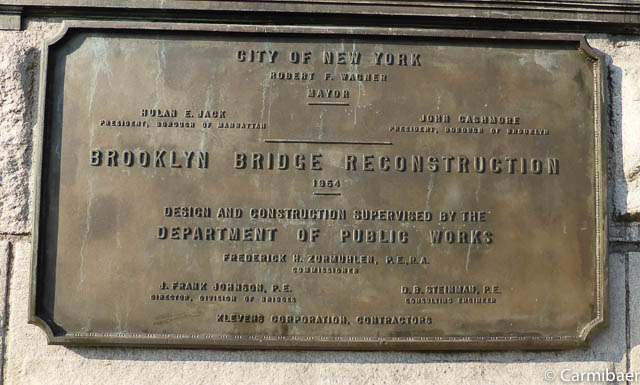 CITY OF NEW YORK
ROBERT F. WAGNER
MAYOR
HULAN E. JACK
PRESIDENT, BOROUGH OF MANHATTAN
JOHN CASHMORE
PRESIDENT, BOROUGH OF BROOKLYN
BROOKLYN BRIDGE RECONSTRUCTION
1954
DESIGN AND CONSTRUCTION SUPERVISED BY THE
DEPARTMENT OF PUBLIC WORKS
FREDERICK H. ZURMUHLEN, P.E.,R.A.
COMMISSIONER
J. FRANK JOHNSON, P.E.
DIRECTOR, DIVISION OF BRIDGES
D. B. STEINMAN, P.E.
CONSULTING ENGINEER
KLEVENS CORPORATION, CONTRACTORS
© Carmibaer